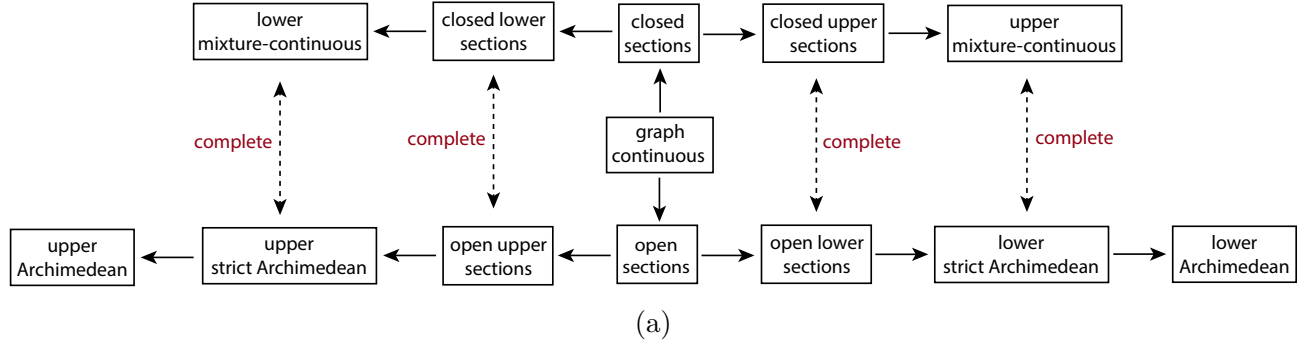 lower
mixture-continuous
closed lower
sections
closed
sections
closed upper
sections
upper
mixture-continuous
complete
complete
graph
continuous
complete
complete
upper
Archimedean
upper
strict Archimedean
open upper
sections
open
sections
open lower
sections
lower
strict Archimedean
lower
Archimedean
(a)